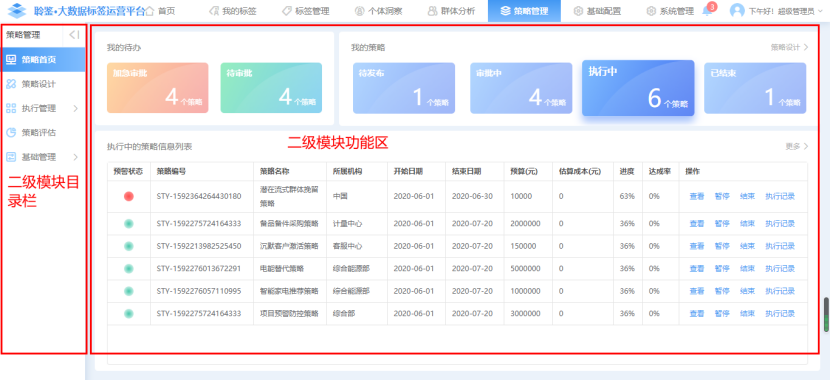 聆鉴•大数据标签运营平台 首页 我的标签 标签管理 个体洞察 群体分析 策略管理 基础配置 系统管理 3 下午好！超级管理员
策略管理
策略首页
策略设计
执行管理
策略评估
基础管理
二级模块目
录栏
我的待办
加急审批
4 个策略
待审批
4 个策略
我的策略 策略设计
待发布
1 个策略
审批中
4 个策略
执行中
6 个策略
已结束
1 个策略
执行中的策略信息列表 更多
二级模块功能区
预警状态 策略编号 策略名称 所属机构 开始日期 结束日期 预算(元) 估算成本(元) 进度 达成率 操作
STY-1592364264430180 潜在流式群体挽留策略 中国 2020-06-01 2020-06-30 10000 0 63% 0% 查看 暂停 结束 执行记录
STY-1592275724164333 备品备件采购策略 计量中心 2020-06-01 2020-07-20 2000000 0 36% 0% 查看 暂停 结束 执行记录
STY-1592213982525450 沉默客户激活策略 客服中心 2020-06-01 2020-07-20 150000 0 36% 0% 查看 暂停 结束 执行记录
STY-1592276013672291 电能替代策略 综合能源部 2020-06-01 2020-07-20 5000000 0 36% 0% 查看 暂停 结束 执行记录
STY-1592276057110995 智能家电推荐策略 综合能源部 2020-06-01 2020-07-20 1000000 0 36% 0% 查看 暂停 结束 执行记录
STY-1592275724164333 项目预警防控策略 综合部 2020-06-01 2020-07-20 3000000 0 36% 0% 查看 暂停 结束 执行记录